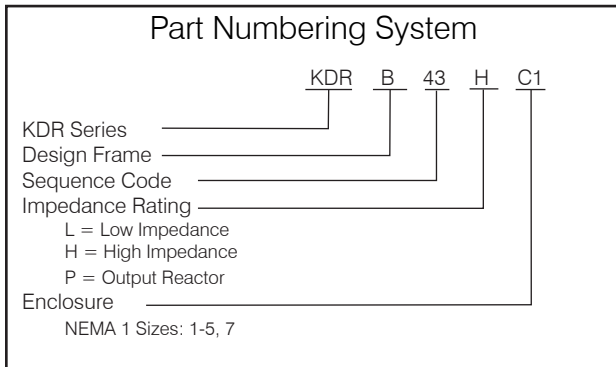 Part Numbering System
KDR B 43 H C1
KDR Series
Design Frame
Sequence Code
Impedance Rating
L = Low Impedance
H = High Impedance
P = Output Reactor
Enclosure
NEMA 1 Sizes: 1-5, 7